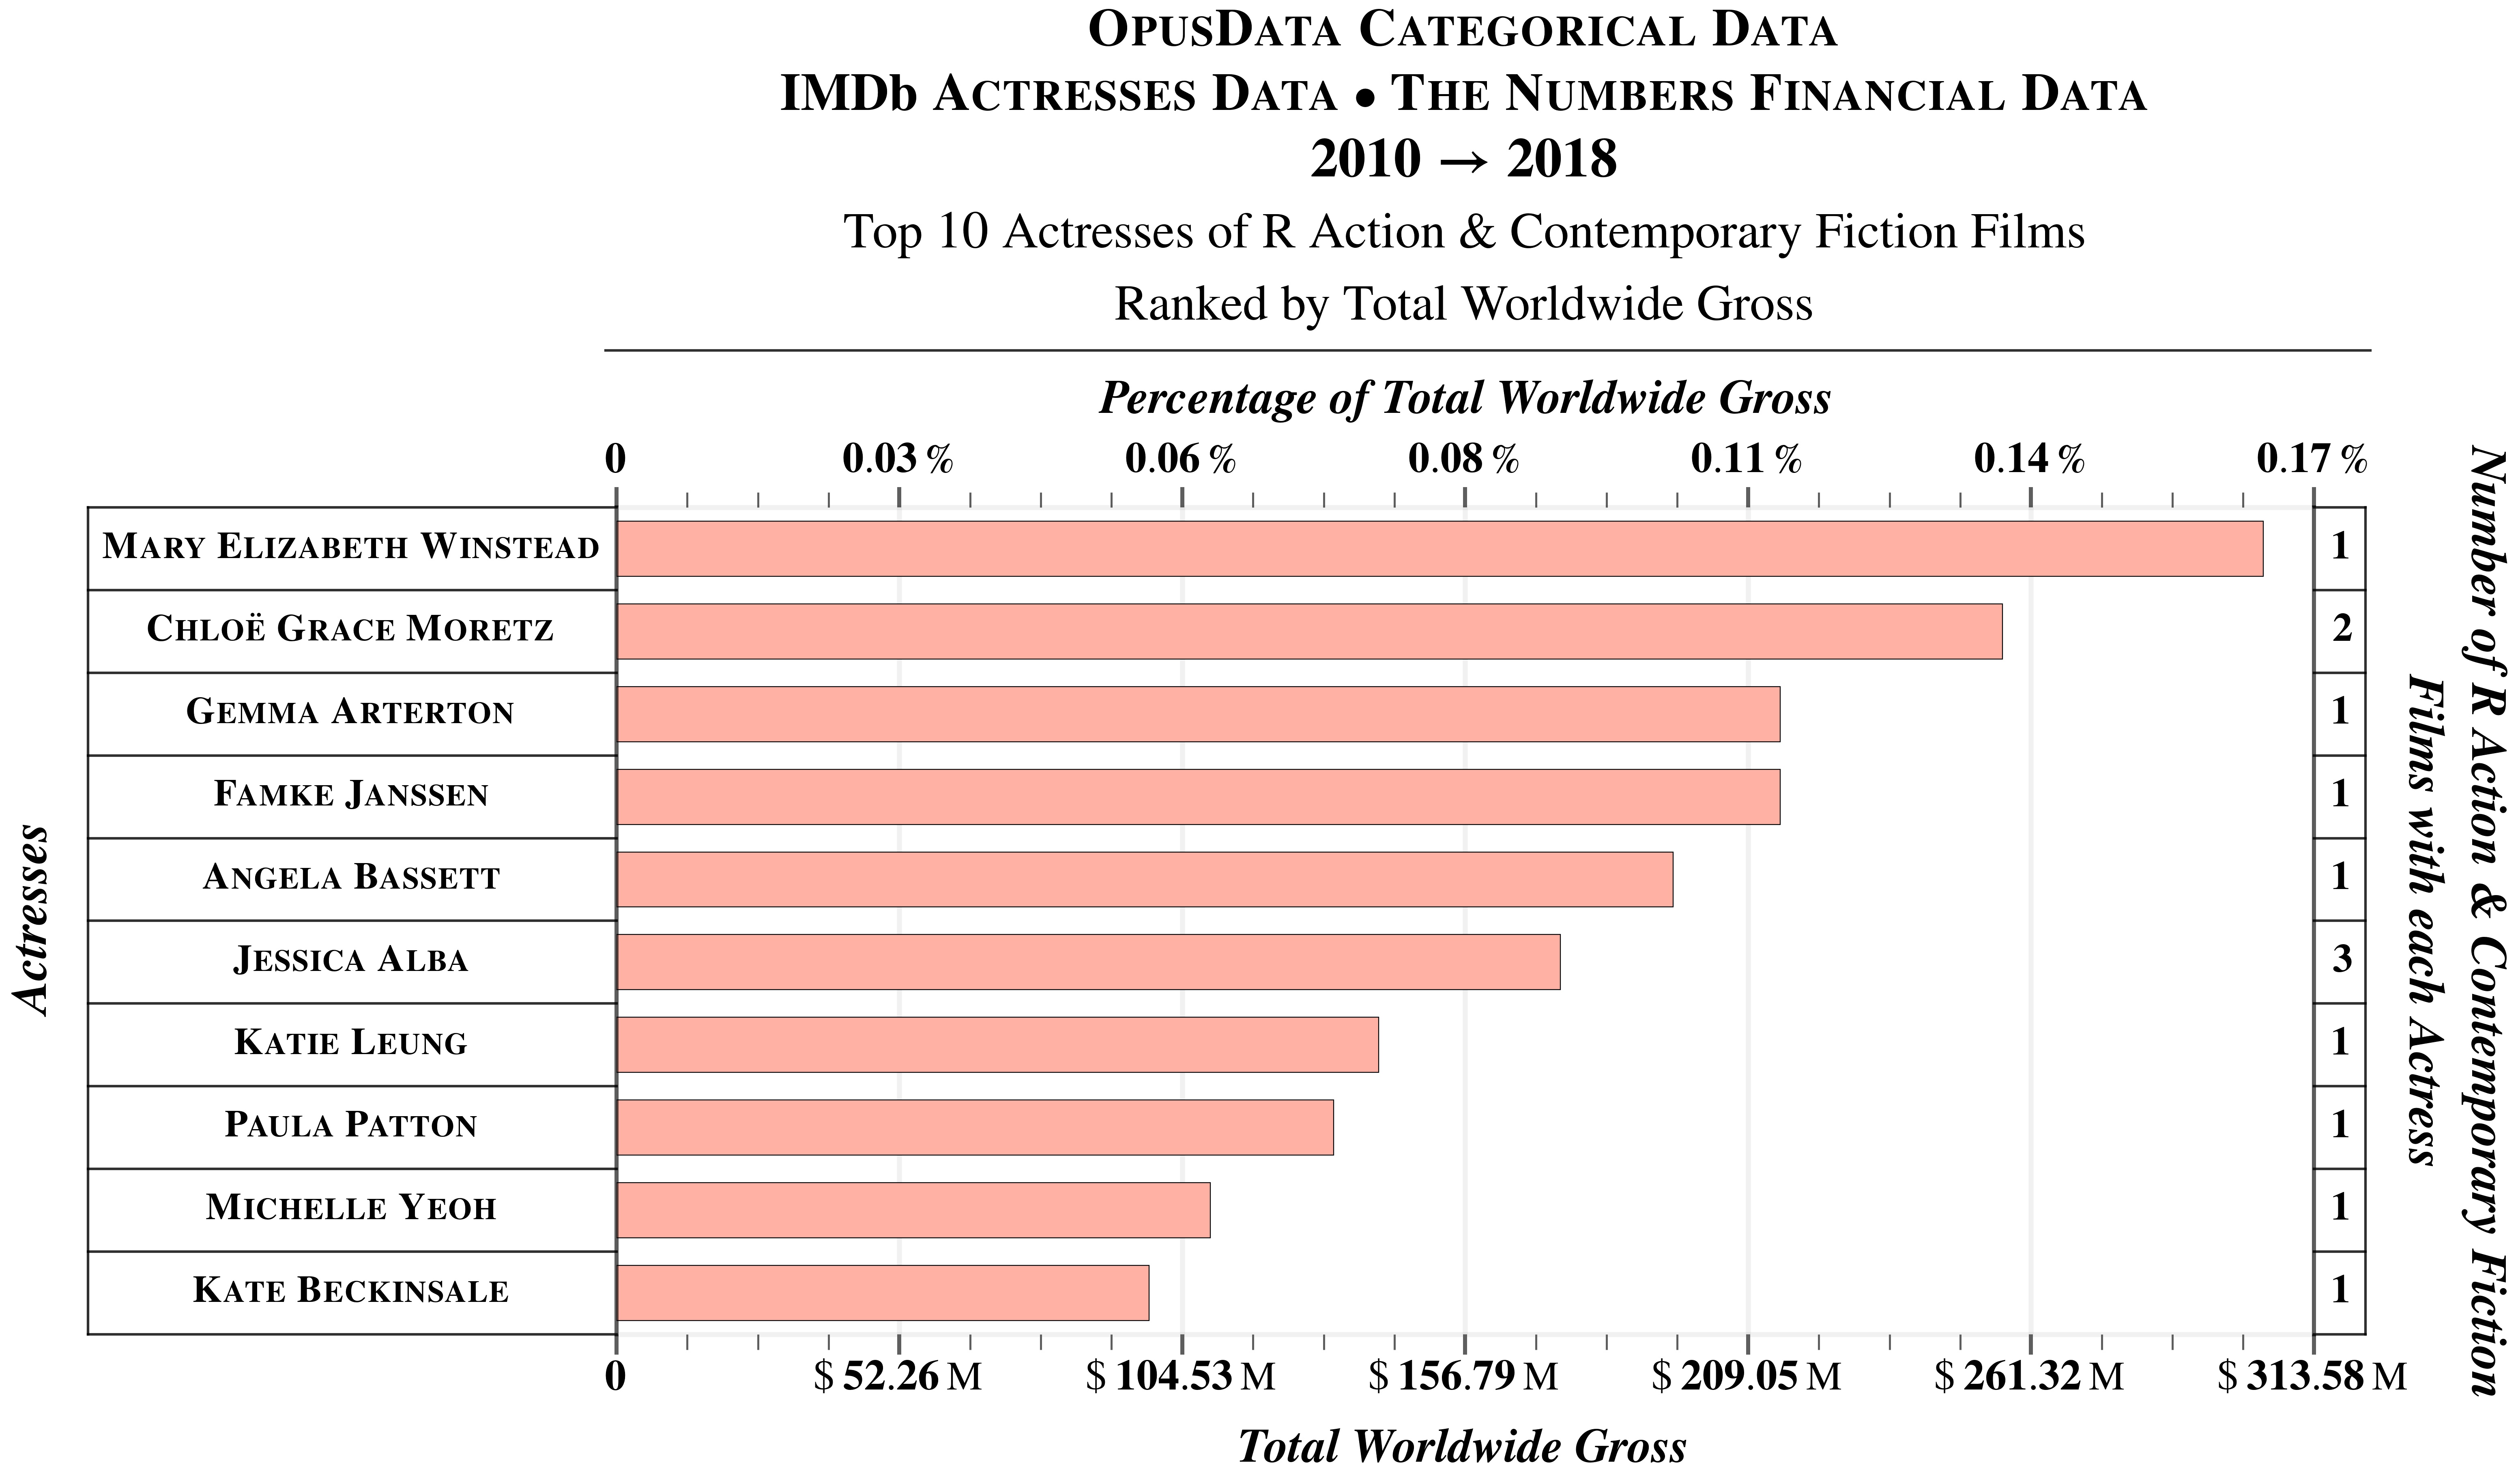 OpusData Categorical Data
IMDb Actresses Data • The Numbers Financial Data
2010 → 2018
Top 10 Actresses of R Action & Contemporary Fiction Films
Ranked by Total Worldwide Gross
Percentage of Total Worldwide Gross
0 0.03 % 0.06 % 0.08 % 0.11 % 0.14 % 0.17 %
Actresses
Mary Elizabeth Winstead 1
Chloë Grace Moretz 2
Gemma Arterton 1
Famke Janssen 1
Angela Bassett 1
Jessica Alba 3
Katie Leung 1
Paula Patton 1
Michelle Yeoh 1
Kate Beckinsale 1
0 $ 52.26 M $ 104.53 M $ 156.79 M $ 209.05 M $ 261.32 M $ 313.58 M
Total Worldwide Gross
Number of R Action & Contemporary Fiction
Films with each Actress